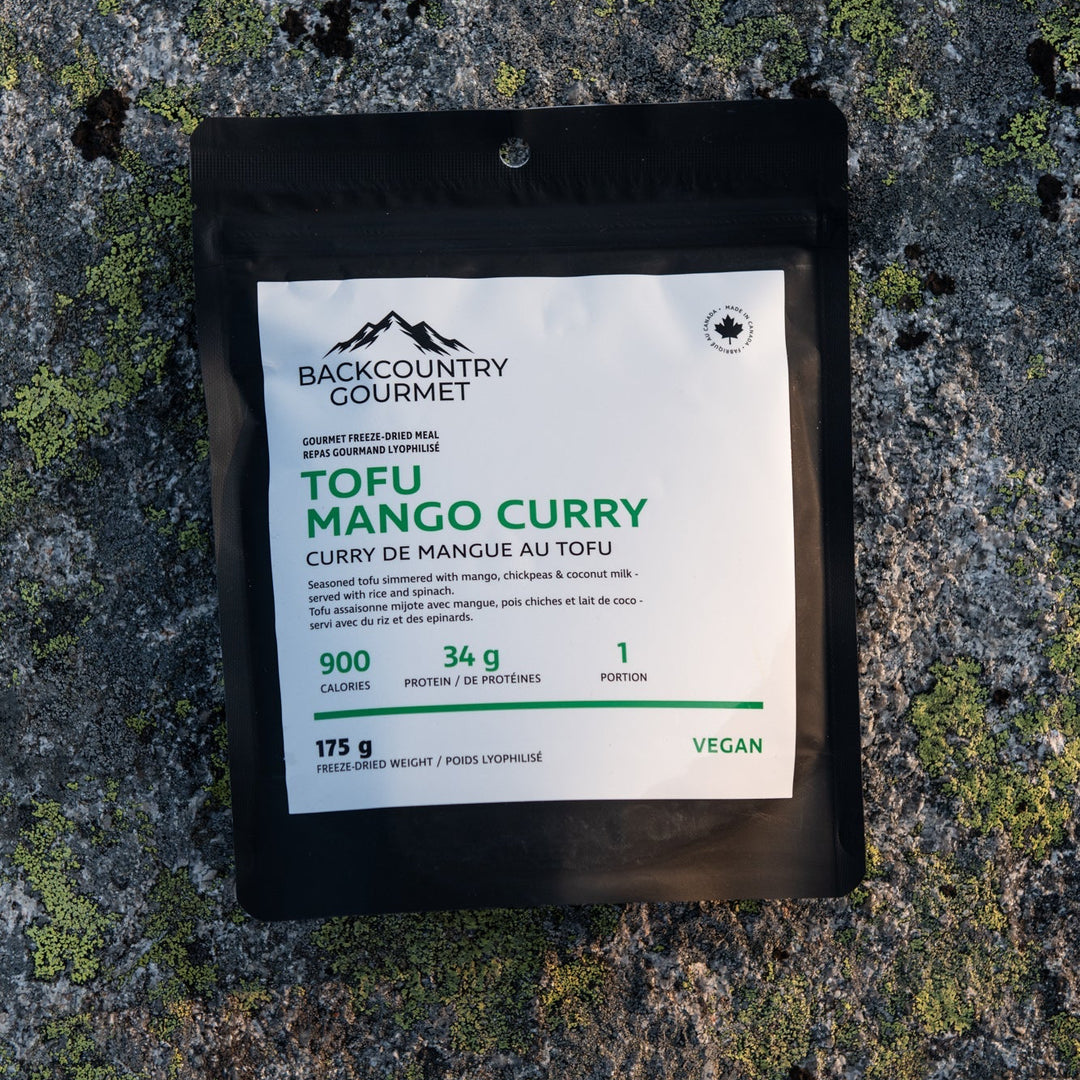 BACKCOUNTRY
GOURMET
MADE IN CANADA • FABRIQUÉ AU CANADA •
GOURMET FREEZE-DRIED MEAL
REPAS GOURMAND LYOPHILISÉ
TOFU
MANGO CURRY
CURRY DE MANGUE AU TOFU
Seasoned tofu simmered with mango, chickpeas & coconut milk -
served with rice and spinach.
Tofu assaisonne mijote avec mangue, pois chiches et lait de coco -
servi avec du riz et des epinards.
900 34 g 1
CALORIES PROTEIN / DE PROTÉINES PORTION
175 g
FREEZE-DRIED WEIGHT / POIDS LYOPHILISÉ
VEGAN